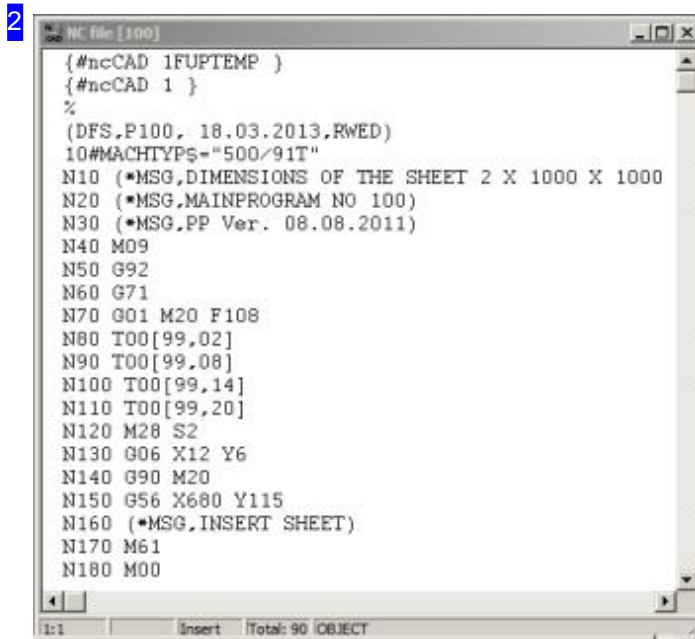 2
NC file [100]
{#ncCAD 1FUPTEMP }
{#ncCAD 1 }
%
(DFS,P100, 18.03.2013,RWED)
10#MACHTYP$="500/91T"
N10 (*MSG,DIMENSIONS OF THE SHEET 2 X 1000 X 1000
N20 (*MSG,MAINPROGRAM NO 100)
N30 (*MSG,PP Ver. 08.08.2011)
N40 M09
N50 G92
N60 G71
N70 G01 M20 F108
N80 T00[99,02]
N90 T00[99,08]
N100 T00[99,14]
N110 T00[99,20]
N120 M28 S2
N130 G06 X12 Y6
N140 G90 M20
N150 G56 X680 Y115
N160 (*MSG,INSERT SHEET)
N170 M61
N180 M00
1:1 Insert Total: 90 OBJECT